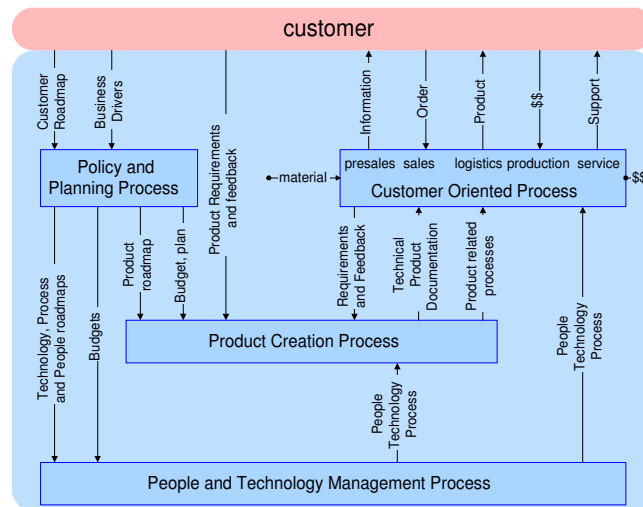 customer
Customer
Roadmap
Business
Drivers
Product Requirements
and feedback
Information
Order
Product
$$
Support
Policy and
Planning Process
presales sales logistics production service
Customer Oriented Process
material
$$
Technology, Process
and People roadmaps
Budgets
Product
roadmap
Budget, plan
Requirements
and Feedback
Technical
Product
Documentation
Product related
processes
People
Technology
Process
Product Creation Process
People
Technology
Process
People and Technology Management Process